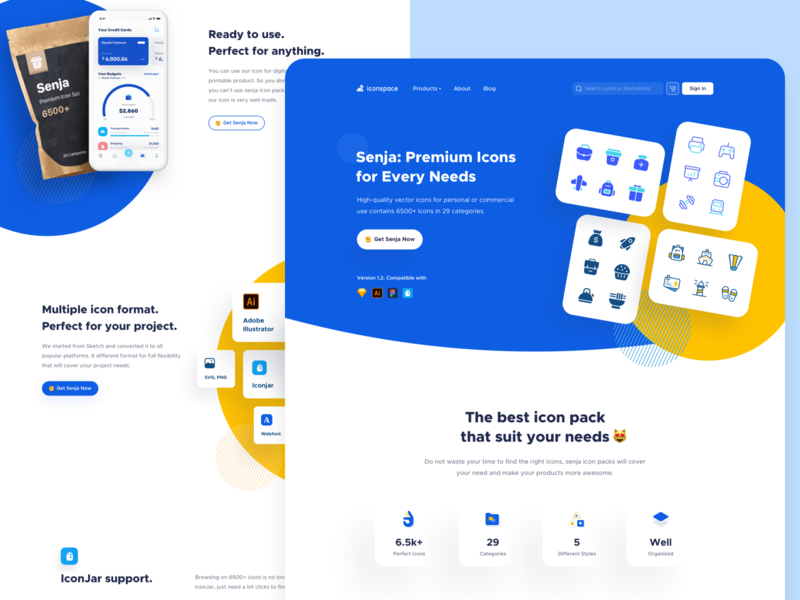 Senja
Premium Icon Set
6500+
29 Categories
Your Credit Cards
6,800.86
Your Budgets
$2,860
Ready to use.
Perfect for anything.
You can use our icon for digit
printable product. So you don
you can't use senja icon pack
our icon is very well made.
Get Senja Now
Multiple icon format.
Perfect for your project.
We started from Sketch and converted it to all
popular platforms. 6 different format for full flexibility
that will cover your project needs.
Get Senja Now
Ai
Adobe
Illustrator
SVG, PNG
Iconjar
A
Webfont
IconJar support.
Browsing on 6500+ icons is no lon
IconJar, just need a bit clicks to fin
iconspace
Products
About
Blog
Search icons or illustrations
Sign In
Senja: Premium Icons
for Every Needs
High-quality vector icons for personal or commercial
use contains 6500+ icons in 29 categories.
Get Senja Now
Version 1.2. Compatible with
Ai
The best icon pack
that suit your needs
Do not waste your time to find the right icons, senja icon packs will cover
your need and make your products more awesome.
6.5k+
Perfect Icons
29
Categories
5
Different Styles
Well
Organized